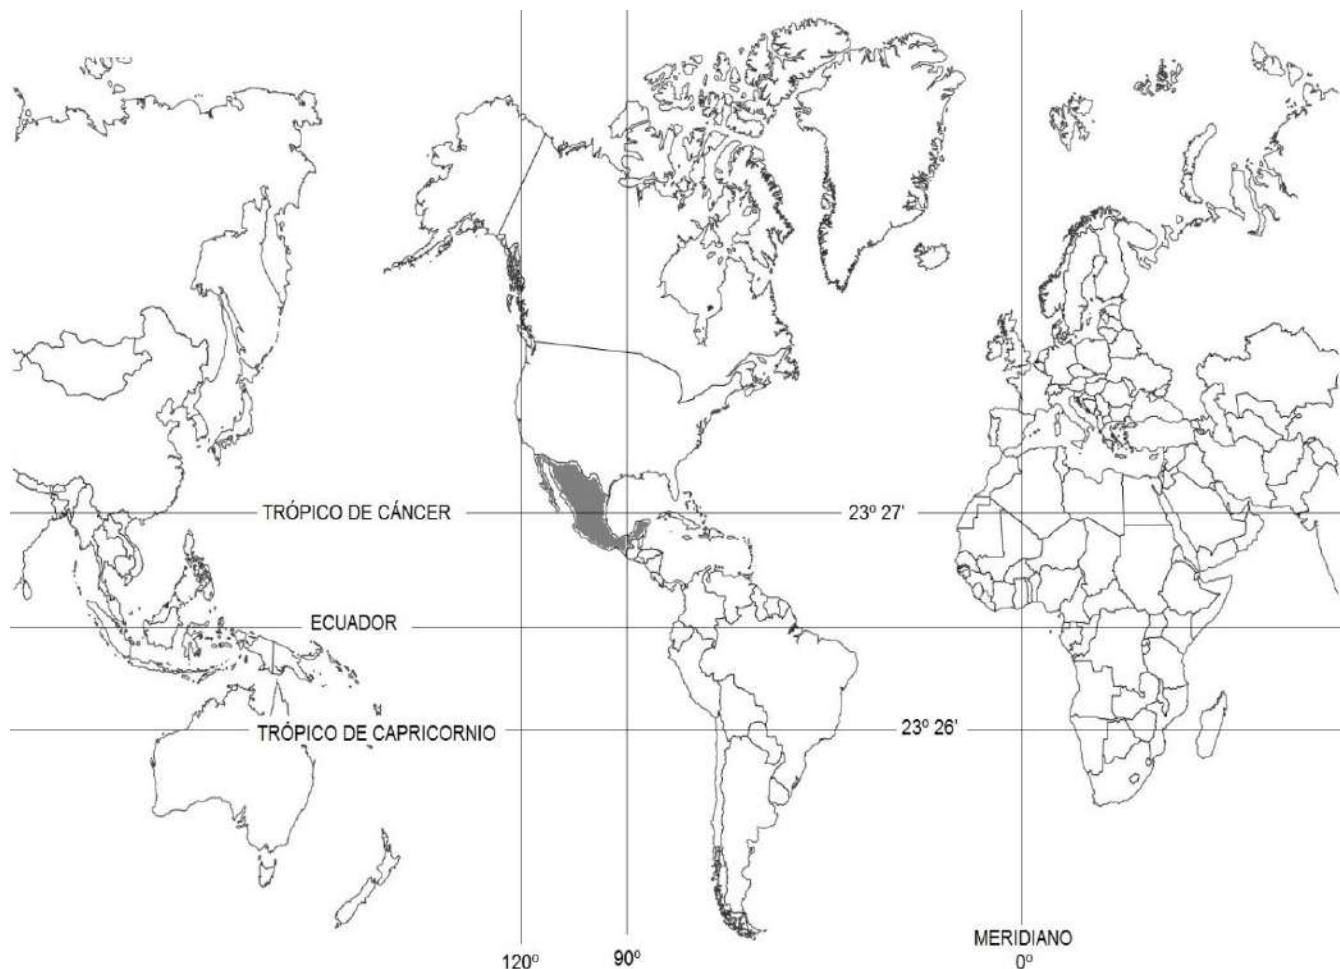 TRÓPICO DE CÁNCER
23º 27'
ECUADOR
TRÓPICO DE CAPRICORNIO
23º 26'
MERIDIANO
120º
90º
0º